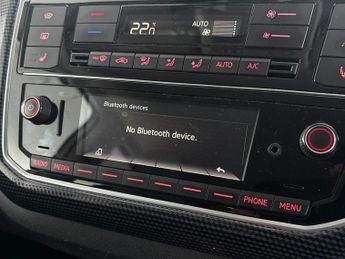 22.0
AUTO
AUTO
A/C
Bluetooth devices
No Bluetooth device.
RADIO
MEDIA
PHONE
MENU